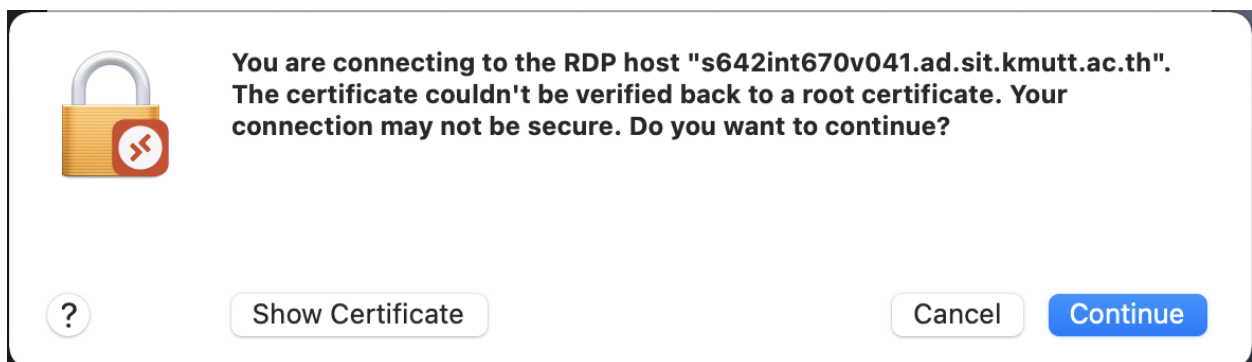 You are connecting to the RDP host "s642int670v041.ad.sit.kmutt.ac.th".
The certificate couldn't be verified back to a root certificate. Your
connection may not be secure. Do you want to continue?
?
Show Certificate
Cancel
Continue